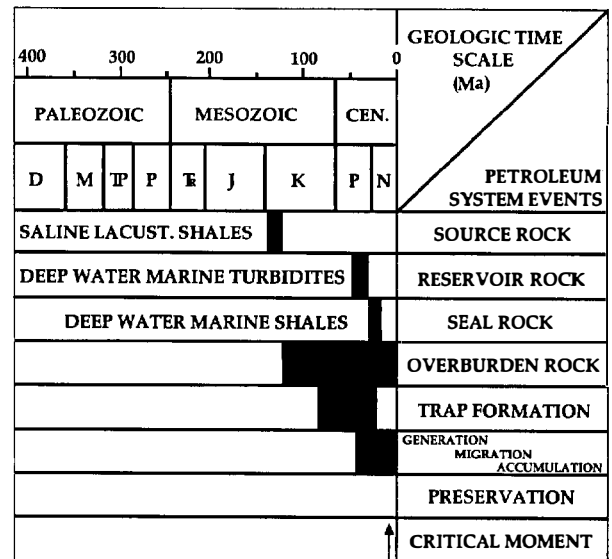 400 300 200 100 0
GEOLOGIC TIME
SCALE
(Ma)
PALEOZOIC MESOZOIC CEN.
D M IP P TR J K P N
PETROLEUM
SYSTEM EVENTS
SALINE LACUST. SHALES SOURCE ROCK
DEEP WATER MARINE TURBIDITES RESERVOIR ROCK
DEEP WATER MARINE SHALES SEAL ROCK
OVERBURDEN ROCK
TRAP FORMATION
GENERATION
MIGRATION
ACCUMULATION
PRESERVATION
CRITICAL MOMENT